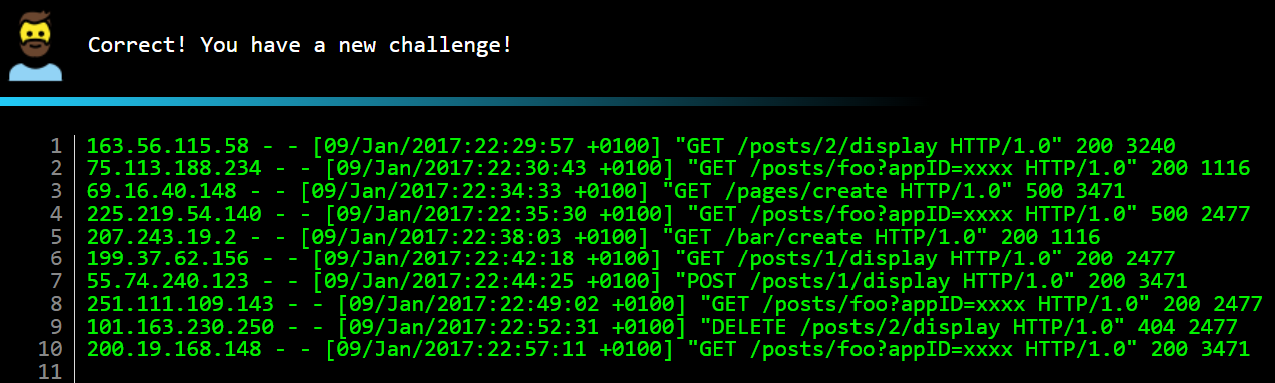 Correct! You have a new challenge!
1 163.56.115.58 - - [09/Jan/2017:22:29:57 +0100] "GET /posts/2/display HTTP/1.0" 200 3240
2 75.113.188.234 - - [09/Jan/2017:22:30:43 +0100] "GET /posts/foo?appID=xxxx HTTP/1.0" 200 1116
3 69.16.40.148 - - [09/Jan/2017:22:34:33 +0100] "GET /pages/create HTTP/1.0" 500 3471
4 225.219.54.140 - - [09/Jan/2017:22:35:30 +0100] "GET /posts/foo?appID=xxxx HTTP/1.0" 500 2477
5 207.243.19.2 - - [09/Jan/2017:22:38:03 +0100] "GET /bar/create HTTP/1.0" 200 1116
6 199.37.62.156 - - [09/Jan/2017:22:42:18 +0100] "GET /posts/1/display HTTP/1.0" 200 2477
7 55.74.240.123 - - [09/Jan/2017:22:44:25 +0100] "POST /posts/1/display HTTP/1.0" 200 3471
8 251.111.109.143 - - [09/Jan/2017:22:49:02 +0100] "GET /posts/foo?appID=xxxx HTTP/1.0" 200 2477
9 101.163.230.250 - - [09/Jan/2017:22:52:31 +0100] "DELETE /posts/2/display HTTP/1.0" 404 2477
10 200.19.168.148 - - [09/Jan/2017:22:57:11 +0100] "GET /posts/foo?appID=xxxx HTTP/1.0" 200 3471
11